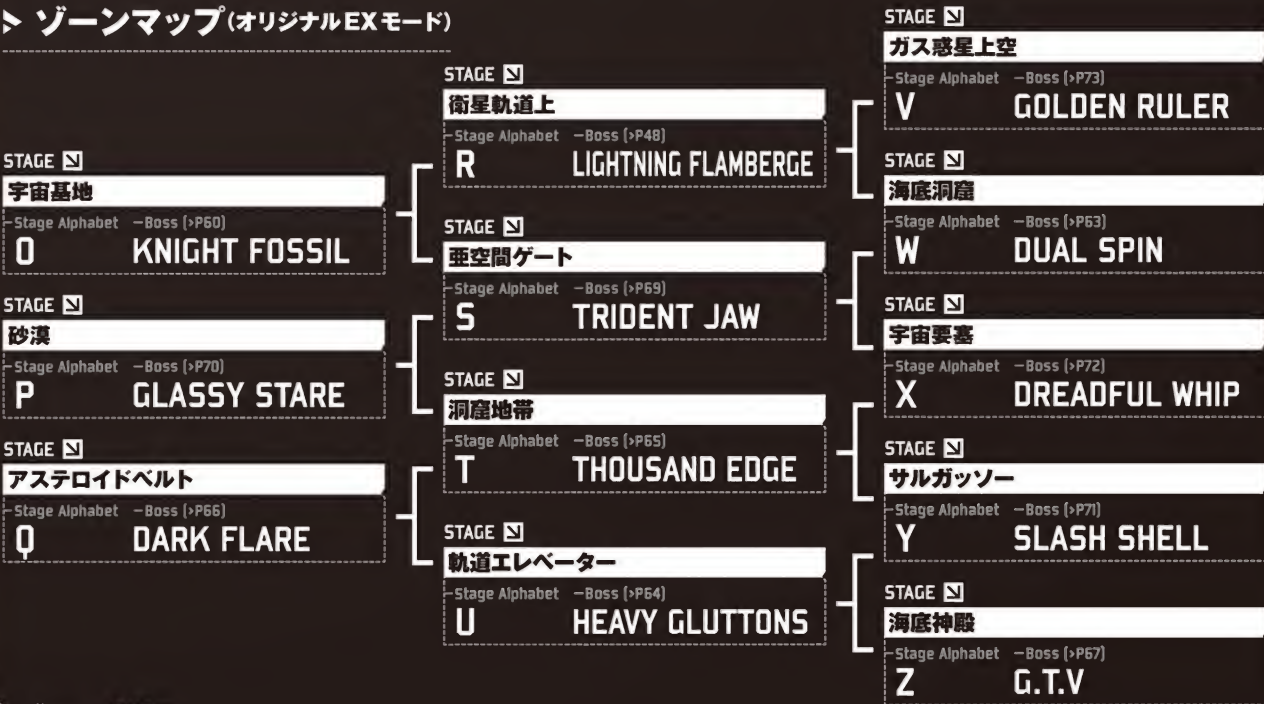 ゾーンマップ(オリジナルEXモード)
STAGE
宇宙基地
Stage Alphabet —Boss (>P60)
O KNIGHT FOSSIL
STAGE
砂漠
Stage Alphabet —Boss (>P70)
P GLASSY STARE
STAGE
アステロイドベルト
Stage Alphabet —Boss (>P66)
Q DARK FLARE
STAGE
衛星軌道上
Stage Alphabet —Boss (>P48)
R LIGHTNING FLAMBERGE
STAGE
亜空間ゲート
Stage Alphabet —Boss (>P69)
S TRIDENT JAW
STAGE
洞窟地帯
Stage Alphabet —Boss (>P65)
T THOUSAND EDGE
STAGE
軌道エレベーター
Stage Alphabet —Boss (>P64)
U HEAVY GLUTTONS
STAGE
ガス惑星上空
Stage Alphabet —Boss (>P73)
V GOLDEN RULER
STAGE
海底洞窟
Stage Alphabet —Boss (>P63)
W DUAL SPIN
STAGE
宇宙要塞
Stage Alphabet —Boss (>P72)
X DREADFUL WHIP
STAGE
サルガッソー
Stage Alphabet —Boss (>P71)
Y SLASH SHELL
STAGE
海底神殿
Stage Alphabet —Boss (>P67)
Z G.T.V